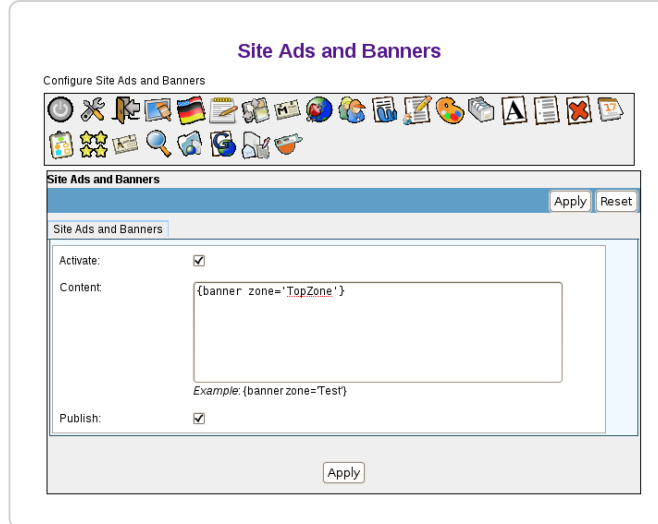 Site Ads and Banners
Configure Site Ads and Banners
17
Site Ads and Banners
Apply Reset
Site Ads and Banners
Activate:
Content:
{banner zone='TopZone'}
Example: {banner zone='Test'}
Publish:
Apply